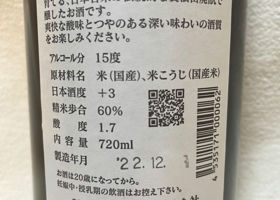 醸したお酒です。
爽快な酸味とつやのある深い味わいの酒質
をお楽しみください。
アルコール分 15度
原材料名 米(国産)、米こうじ(国産米)
日本酒度 +3
精米歩合 60%
酸度 1.7
内容量 720ml
製造年月 '22.12.
お酒は20歳になってから。
妊娠中・授乳期の飲酒はお控え下さい。
4535171000062